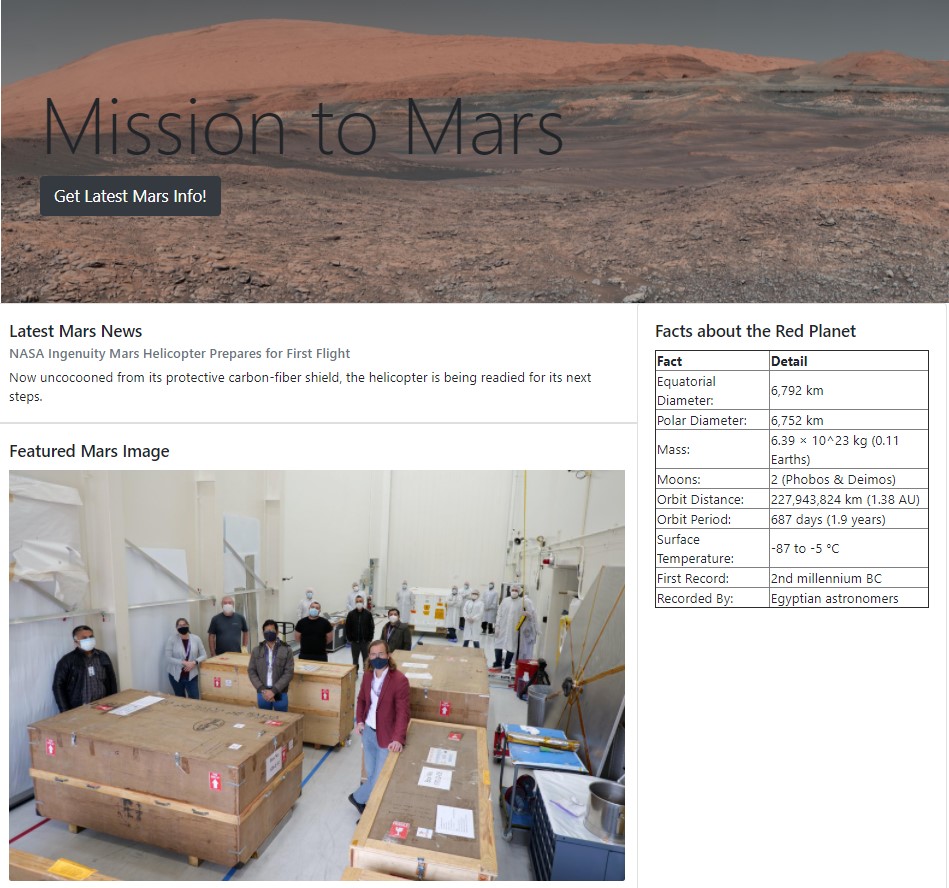 Mission to Mars
Get Latest Mars Info!
Latest Mars News
NASA Ingenuity Mars Helicopter Prepares for First Flight
Now uncocooned from its protective carbon-fiber shield, the helicopter is being readied for its next
steps.
Featured Mars Image
Facts about the Red Planet
Fact Detail
Equatorial
Diameter: 6,792 km
Polar Diameter: 6,752 km
Mass: 6.39 × 10^23 kg (0.11
Earths)
Moons: 2 (Phobos & Deimos)
Orbit Distance: 227,943,824 km (1.38 AU)
Orbit Period: 687 days (1.9 years)
Surface
Temperature: -87 to -5 °C
First Record: 2nd millennium BC
Recorded By: Egyptian astronomers